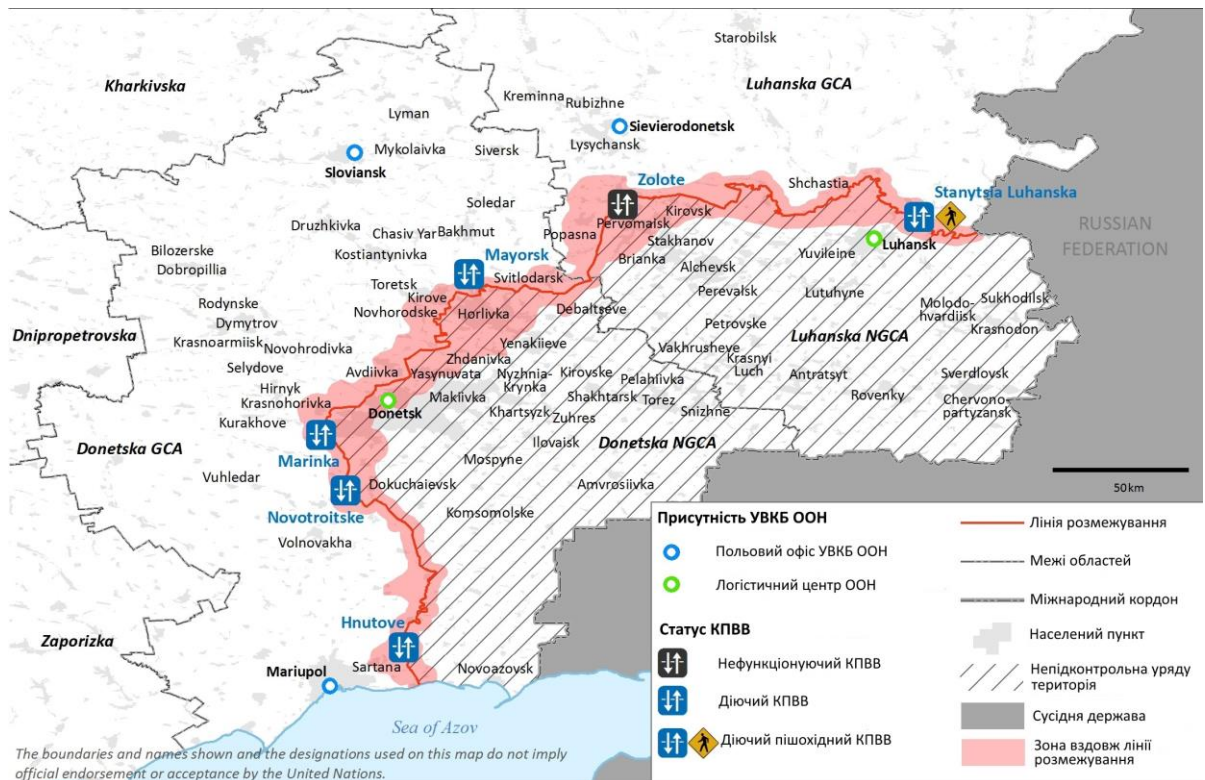 Starobilsk
Kharkivska
Luhanska GCA
Kreminna
Rubizhne
Lyman
Sievierodonetsk
Mykolaivka
Siversk
Lysychansk
Sloviansk
Zolote
Shchastia
Stanytsia Luhanska
Soledar
Kirovsk
RUSSIAN
FEDERATION
Druzhkivka
Chasiv Yar
Bakhmut
Popasna
Pervomaisk
Stakhanov
Luhansk
Bilozerske
Kostiantynivka
Mayorsk
Brianka
Yuvileine
Dobropillia
Alchevsk
Toretsk
Svitlodarsk
Kirove
Perevalsk
Lutuhyne
Rodynske
Novhorodske
Horlivka
Debaltseve
Molodo-
hvardiisk
Sukhodilsk
Dnipropetrovska
Dymytrov
Petrovske
Krasnodon
Krasnoarmiisk
Novohrodivka
Yenakiieve
Luhanska NGCA
Vakhrusheve
Zhdanivka
Krasnyi
Luch
Selydove
Avdiivka
Yasynuvata
Nyzhnia-
Krynka
Kirovske
Pelahiivka
Antratsyt
Sverdlovsk
Hirnyk
Makiivka
Shakhtarsk
Torez
Rovenky
Chervono-
partyzansk
Krasnohorivka
Donetsk
Khartsyzk
Zuhres
Snizhne
Kurakhove
Donetska GCA
Ilovaisk
Donetska NGCA
Marinka
Mospyne
Vuhledar
Dokuchaievsk
Amvrosiivka
50km
Novotroitske
Komsomolske
Volnovakha
Hnutove
Zaporizka
Sartana
Novoazovsk
Mariupol
Sea of Azov
The boundaries and names shown and the designations used on this map do not imply
official endorsement or acceptance by the United Nations.
Присутність УВКБ ООН
Польовий офіс УВКБ ООН
Логістичний центр ООН
Статус КПВВ
Нефункціонуючий КПВВ
Діючий КПВВ
Діючий пішохідний КПВВ
Лінія розмежування
Межі областей
Міжнародний кордон
Населений пункт
Непідконтрольна уряду
територія
Сусідня держава
Зона вздовж лінії
розмежування